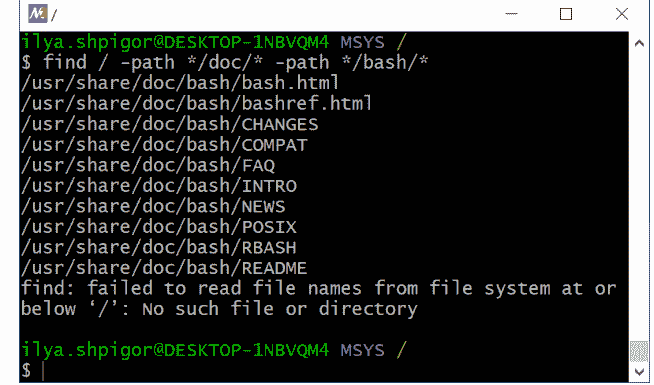 /
ilya.shpigor@DESKTOP-1NBVQM4 MSYS /
$ find / -path */doc/* -path */bash/*
/usr/share/doc/bash/bash.html
/usr/share/doc/bash/bashref.html
/usr/share/doc/bash/CHANGES
/usr/share/doc/bash/COMPAT
/usr/share/doc/bash/FAQ
/usr/share/doc/bash/INTRO
/usr/share/doc/bash/NEWS
/usr/share/doc/bash/POSIX
/usr/share/doc/bash/RBASH
/usr/share/doc/bash/README
find: failed to read file names from file system at or
below ‘/’: No such file or directory
ilya.shpigor@DESKTOP-1NBVQM4 MSYS /
$